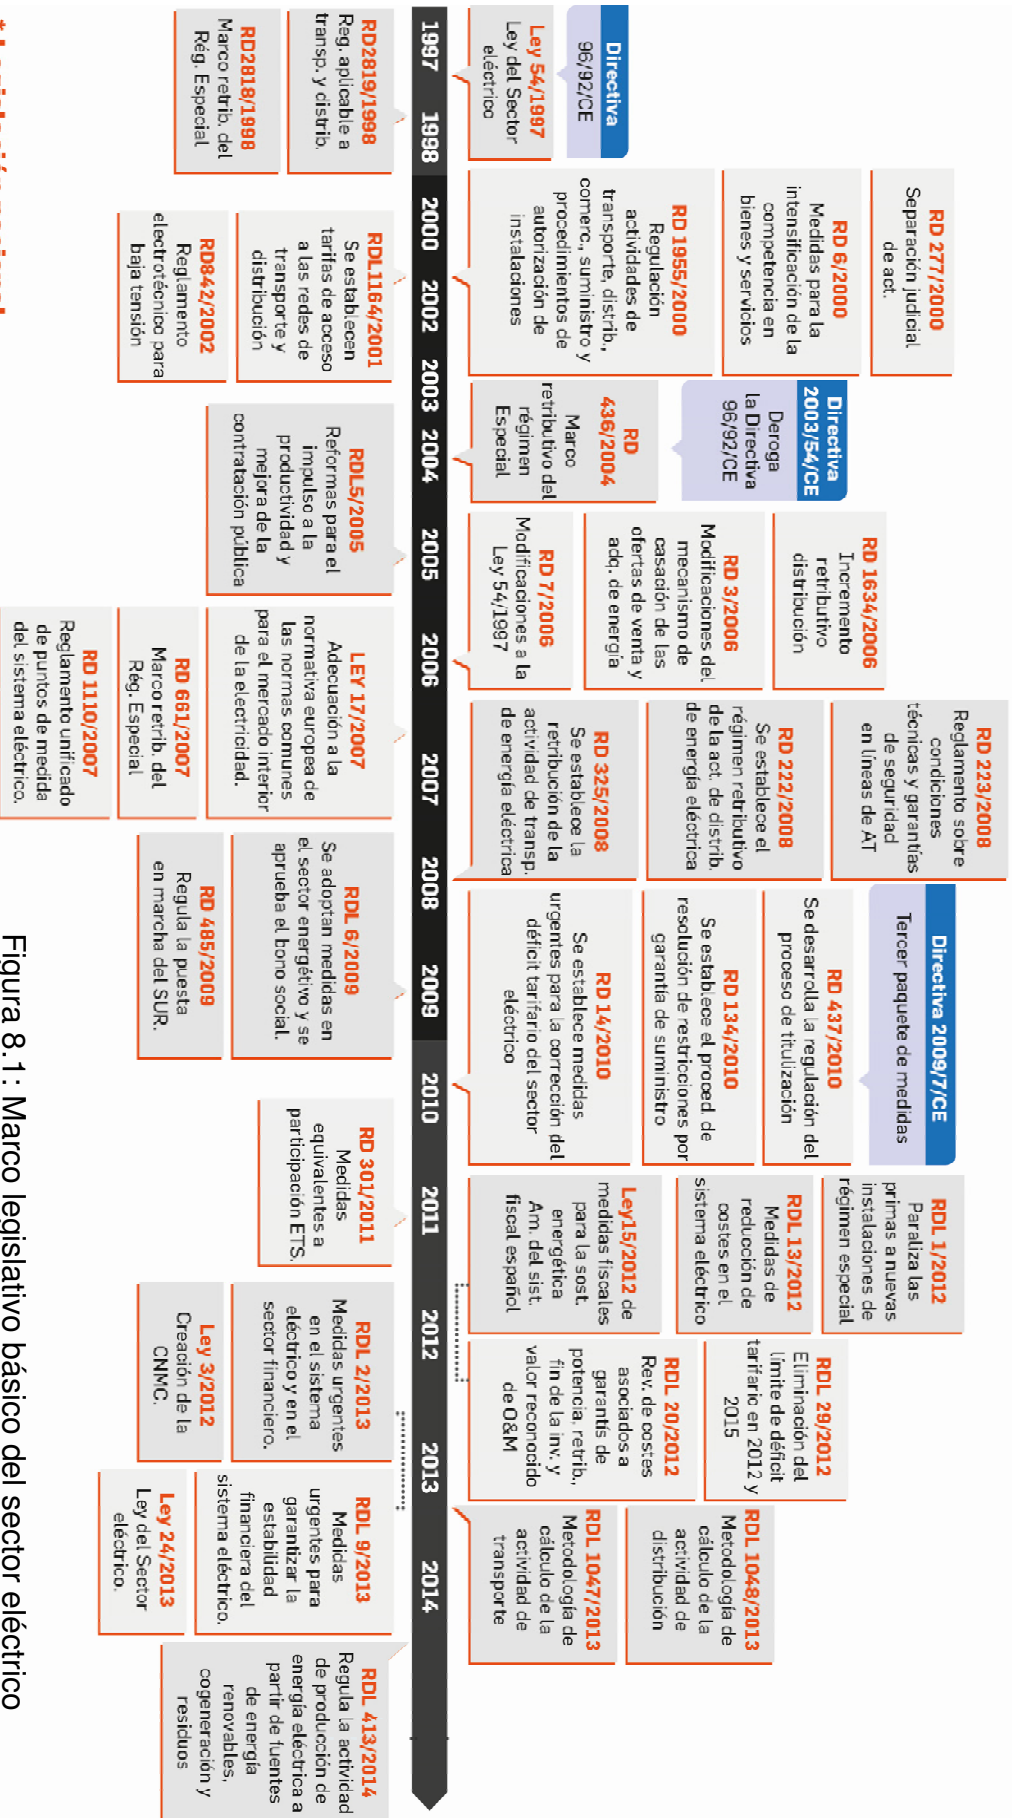 Directiva
96/92/CE
Ley 54/1997
Ley del Sector
eléctrico
RD 277/2000
Separación judicial
de act.
RD 6/2000
Medidas para la
intensificación de la
competencia en
bienes y servicios
RD 1955/2000
Regulación
actividades de
transporte, distrib.,
comerc., suministro y
procedimientos de
autorización de
instalaciones
Directiva
2003/54/CE
Deroga
la Directiva
96/92/CE
RD
436/2004
Marco
retributivo del
régimen
Especial
RD 1634/2006
Incremento
retributivo
distribución
RD 3/2006
Modificaciones del
mecanismo de
casación de las
ofertas de venta y
adq. de energía
RD 7/2006
Modificaciones a la
Ley 54/1997
RD 223/2008
Reglamento sobre
condiciones
técnicas y garantías
de seguridad
en líneas de AT
RD 222/2008
Se establece el
régimen retributivo
de la act. de distrib.
de energía eléctrica
RD 325/2008
Se establece la
retribución de la
actividad de transp.
de energía eléctrica
Directiva 2009/7/CE
Tercer paquete de medidas
RD 437/2010
Se desarrolla la regulación del
proceso de titulización
RD 134/2010
Se establece el proced. de
resolución de restricciones por
garantía de suministro
RD 14/2010
Se establece medidas
urgentes para la corrección del
déficit tarifario del sector
eléctrico
RDL 1/2012
Paraliza las
primas a nuevas
instalaciones de
régimen especial
RDL 13/2012
Medidas de
reducción de
costes en el
sistema eléctrico
Ley15/2012 de
medidas fiscales
para la sost.
energética
Am. del sist.
fiscal español
RDL 29/2012
Eliminación del
límite de déficit
tarifario en 2012 y
2015
RDL 20/2012
Rev. de costes
asociados a
garantís de
potencia, retrib.,
fin de la inv. y
valor reconocido
de O&M
RDL 1048/2013
Metodología de
cálculo de la
actividad de
distribución
RDL 1047/2013
Metodología de
cálculo de la
actividad de
transporte
1997 1998 2000 2002 2003 2004 2005 2006 2007 2008 2009 2010 2011 2012 2013 2014
RD2819/1998
Reg. aplicable a
transp. y distrib.
RD2818/1998
Marco retrib. del
Rég. Especial
RDL1164/2001
Se establecen
tarifas de acceso
a las redes de
transporte y
distribución
RD842/2002
Reglamento
electrotécnico para
baja tensión
RDL5/2005
Reformas para el
impulso a la
productividad y
mejora de la
contratación pública
LEY 17/2007
Adecuación a la
normativa europea de
las normas comunes
para el mercado interior
de la electricidad.
RD 661/2007
Marco retrib. del
Rég. Especial
RD 1110/2007
Reglamento unificado
de puntos de medida
del sistema eléctrico.
RDL 6/2009
Se adoptan medidas en
el sector energétivo y se
aprueba el bono social.
RD 485/2009
Regula la puesta
en marcha del SUR.
RD 301/2011
Medidas
equivalentes a
participación ETS.
RDL 2/2013
Medidas urgentes
en el sistema
eléctrico y en el
sector financiero.
Ley 3/2012
Creación de la
CNMC.
RDL 9/2013
Medidas
urgentes para
garantizar la
estabilidad
financiera del
sistema eléctrico.
Ley 24/2013
Ley del Sector
eléctrico.
RDL 413/2014
Regula la actividad
de producción de
energía eléctrica a
partir de fuentes
de energía
renovables,
cogeneración y
residuos
Figura 8.1: Marco legislativo básico del sector eléctrico